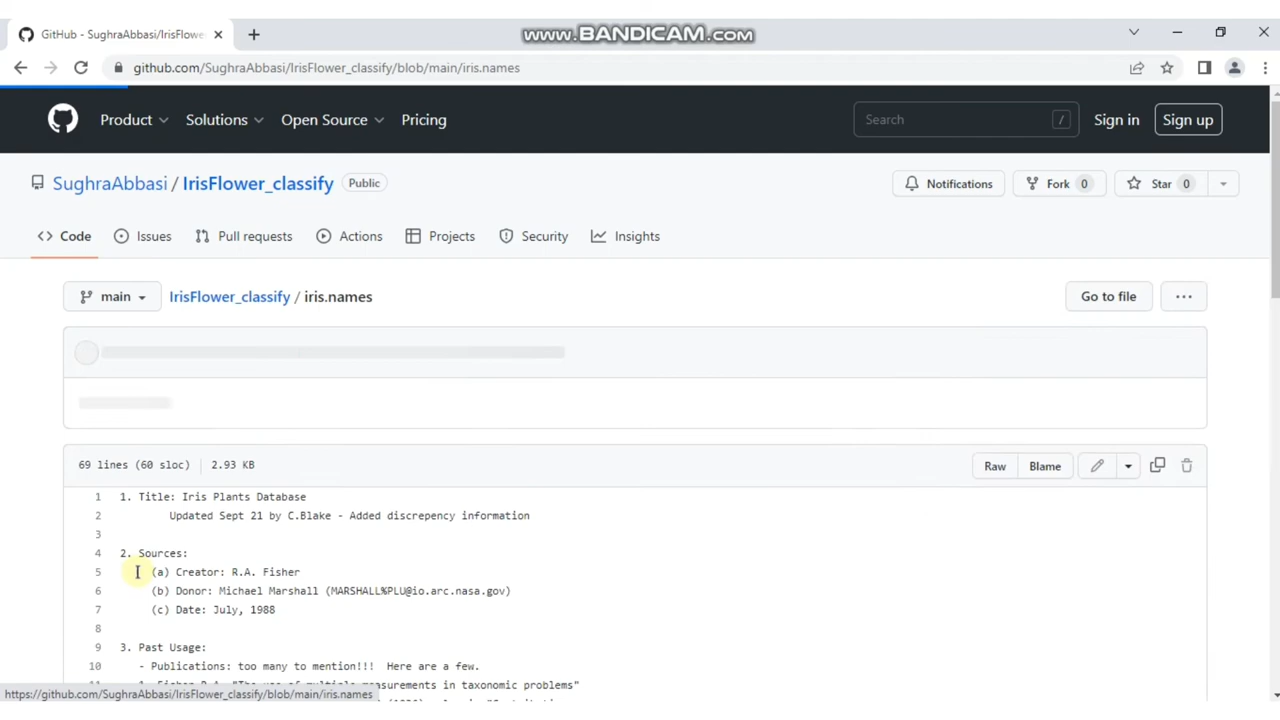 www.BANDICAM.com
GitHub - SughraAbbasi/IrisFlowe
github.com/SughraAbbasi/IrisFlower_classify/blob/main/iris.names
Product Solutions Open Source Pricing Search / Sign in Sign up
SughraAbbasi / IrisFlower_classify Public Notifications Fork 0 Star 0
Code Issues Pull requests Actions Projects Security Insights
main IrisFlower_classify / iris.names Go to file
69 lines (60 sloc) 2.93 KB Raw Blame
1 1. Title: Iris Plants Database
2 Updated Sept 21 by C.Blake - Added discrepency information
3
4 2. Sources:
5 (a) Creator: R.A. Fisher
6 (b) Donor: Michael Marshall (MARSHALL%PLU@io.arc.nasa.gov)
7 (c) Date: July, 1988
8
9 3. Past Usage:
10 - Publications: too many to mention!!! Here are a few.
measurements in taxonomic problems"
https://github.com/SughraAbbasi/IrisFlower_classify/blob/main/iris.names